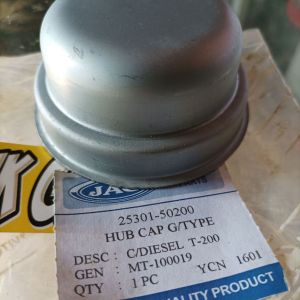 JAC
25301-50200
HUB CAP G/TYPE
DESC : C/DIESEL T-200
GEN : MT-100019
QTY : 1 PC YCN 1601
QUALITY PRODUCT